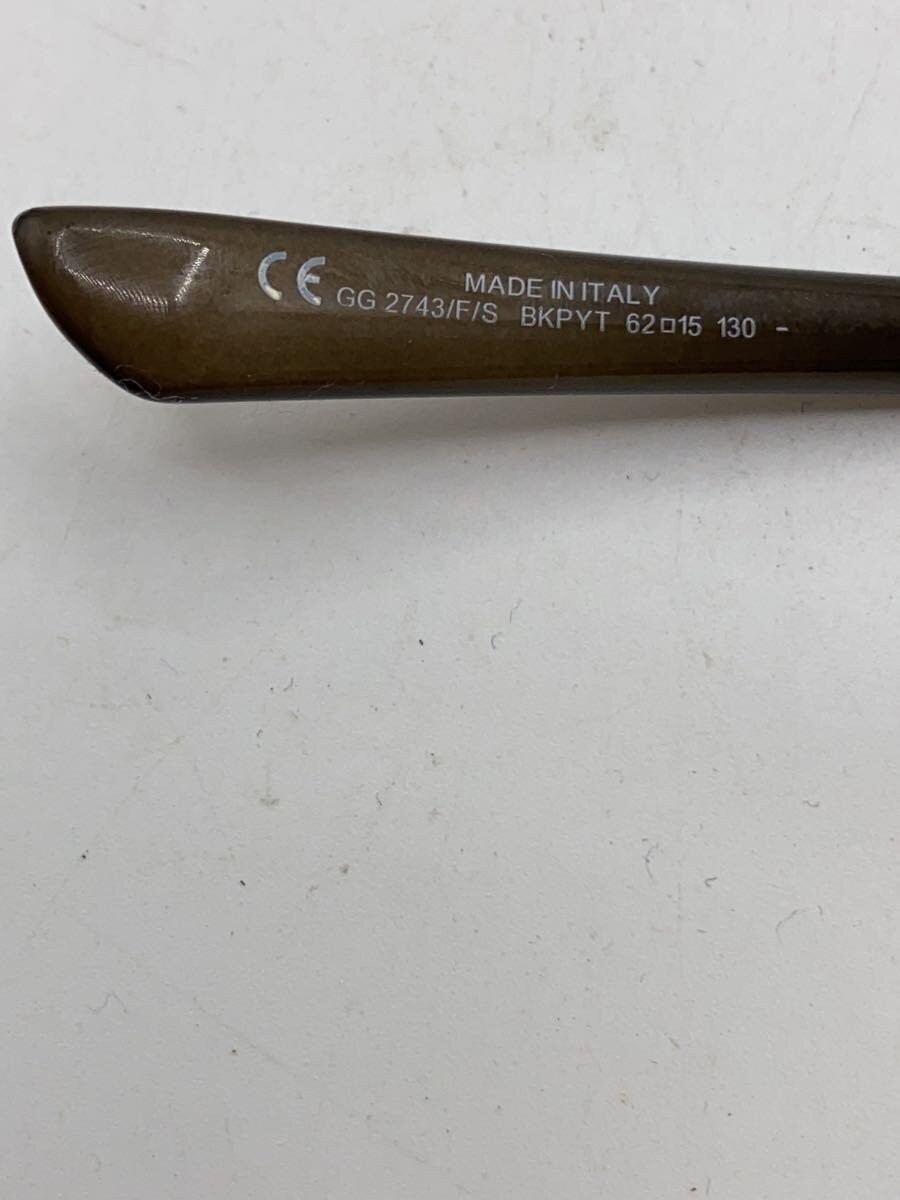 MADE IN ITALY
CE GG 2743/F/S BKPYT 62□15 130 -